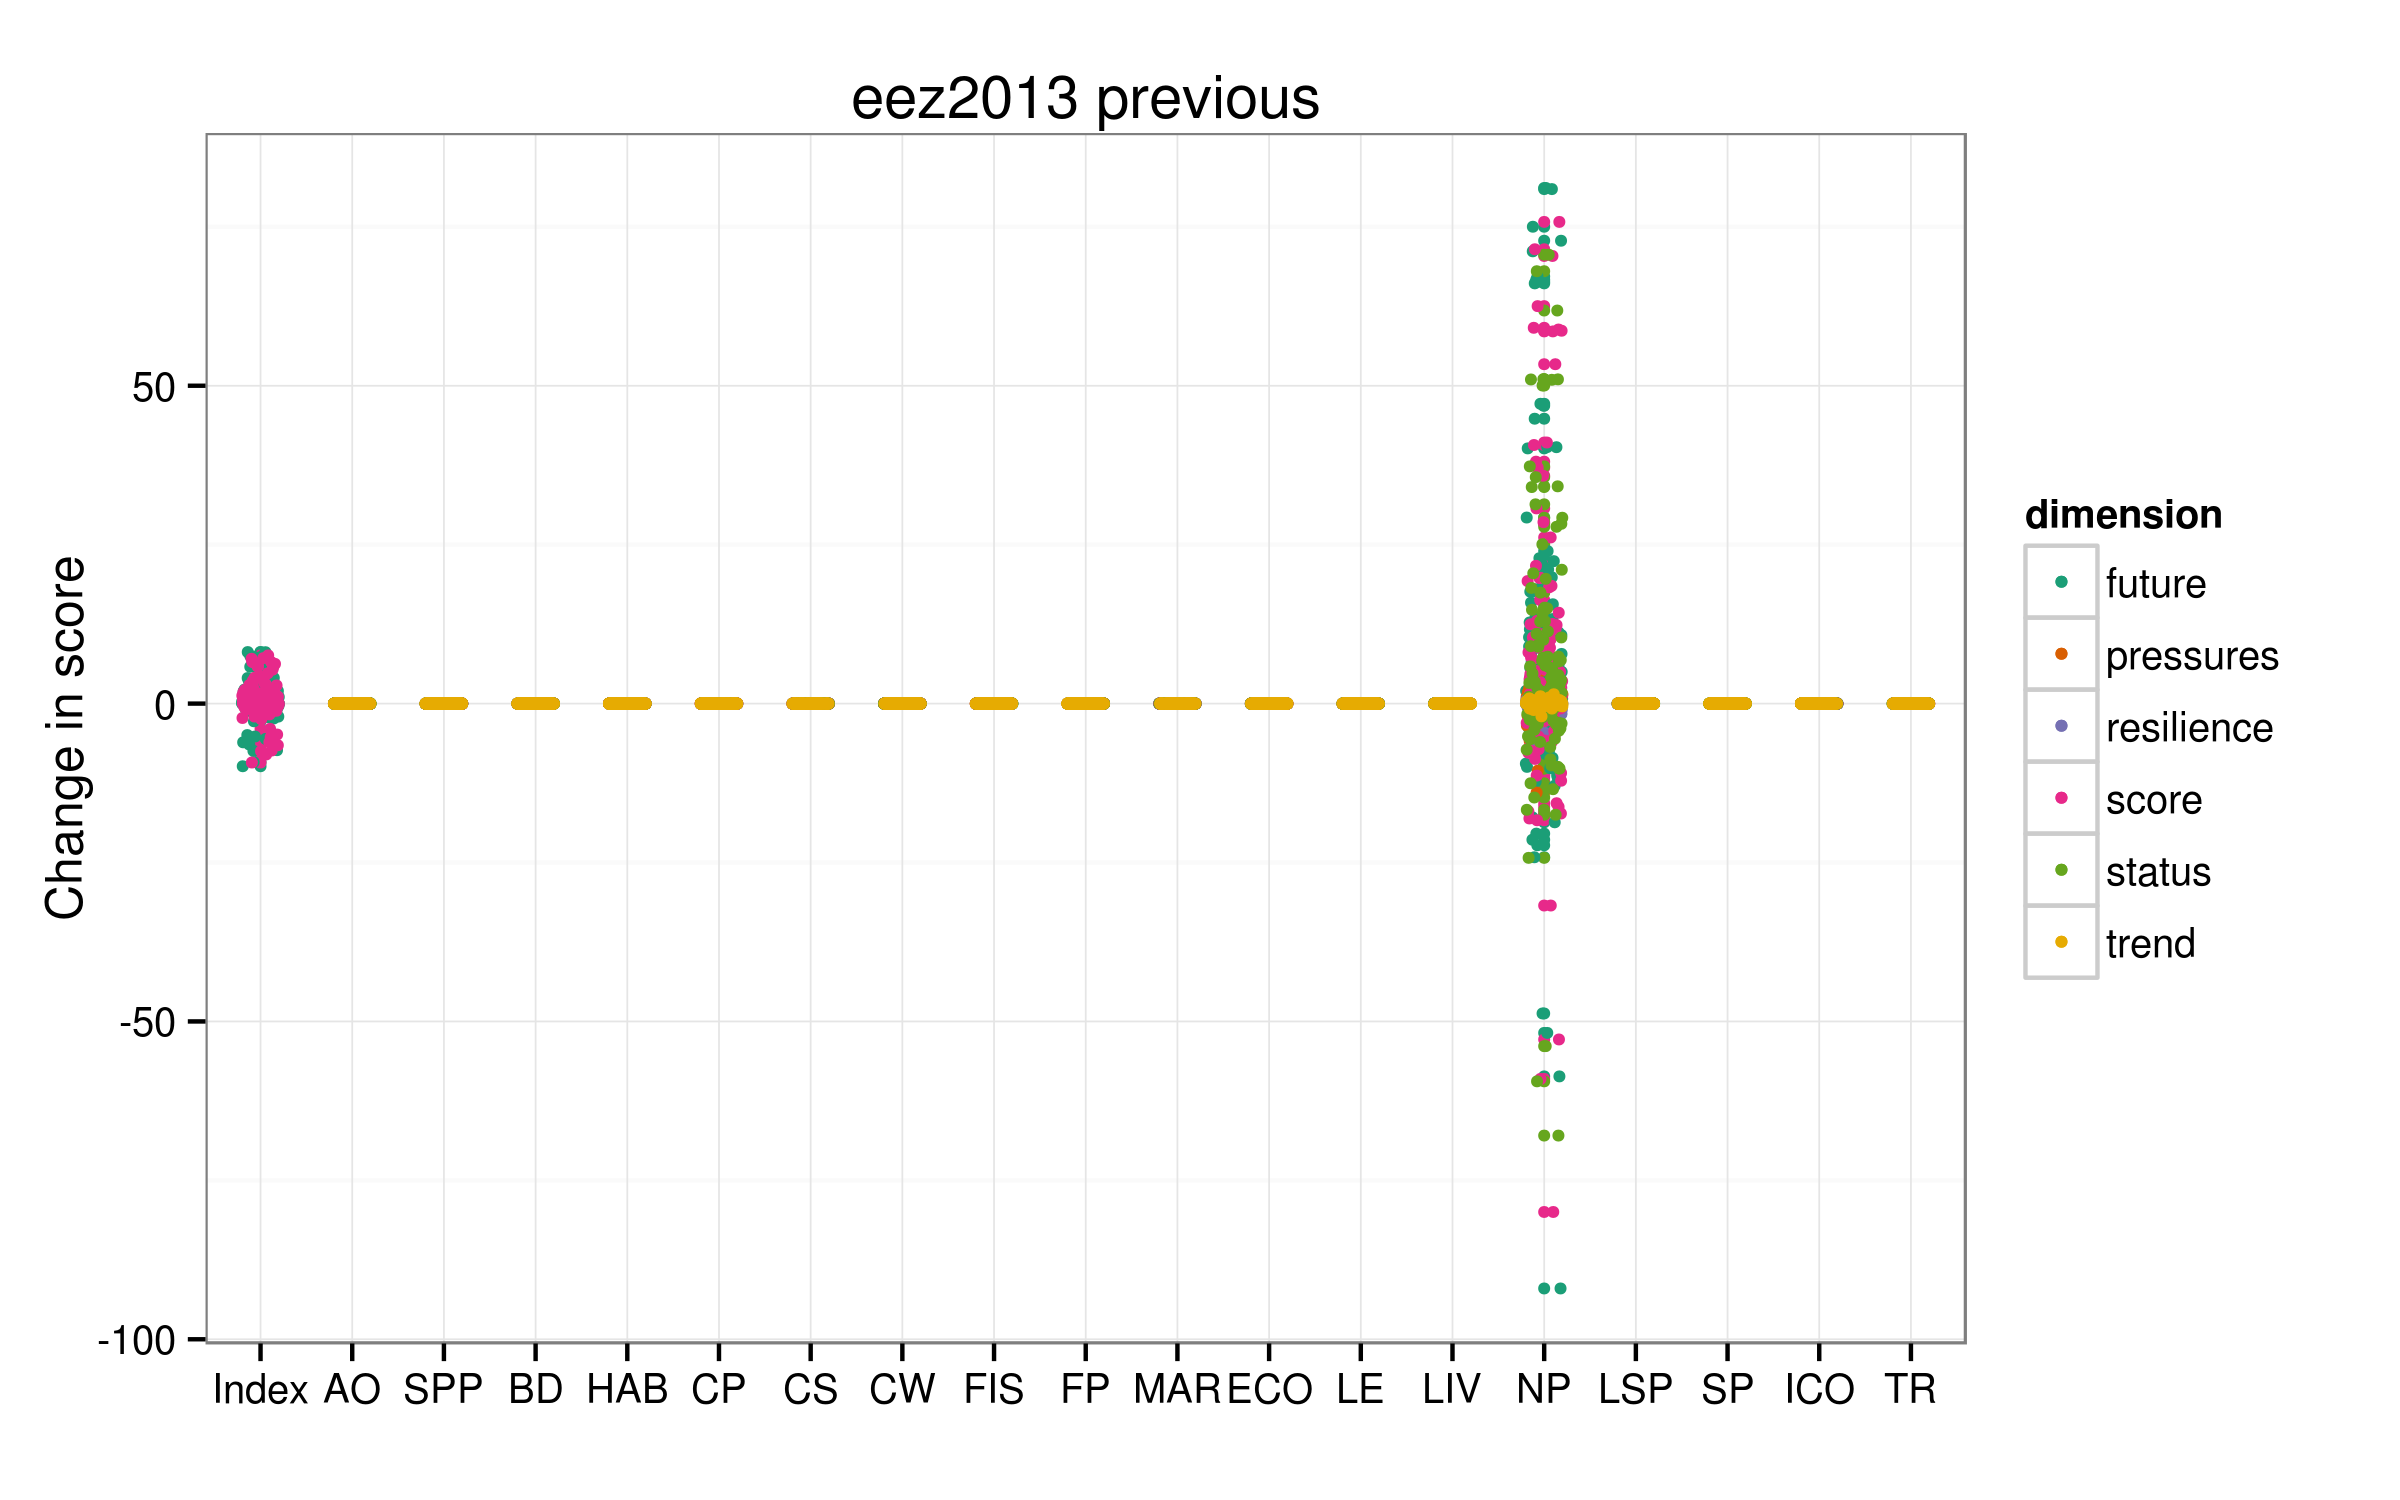 eez2013 previous
Change in score
50
0
-50
-100
Index AO SPP BD HAB CP CS CW FIS FP MAR ECO LE LIV NP LSP SP ICO TR
dimension
future
pressures
resilience
score
status
trend